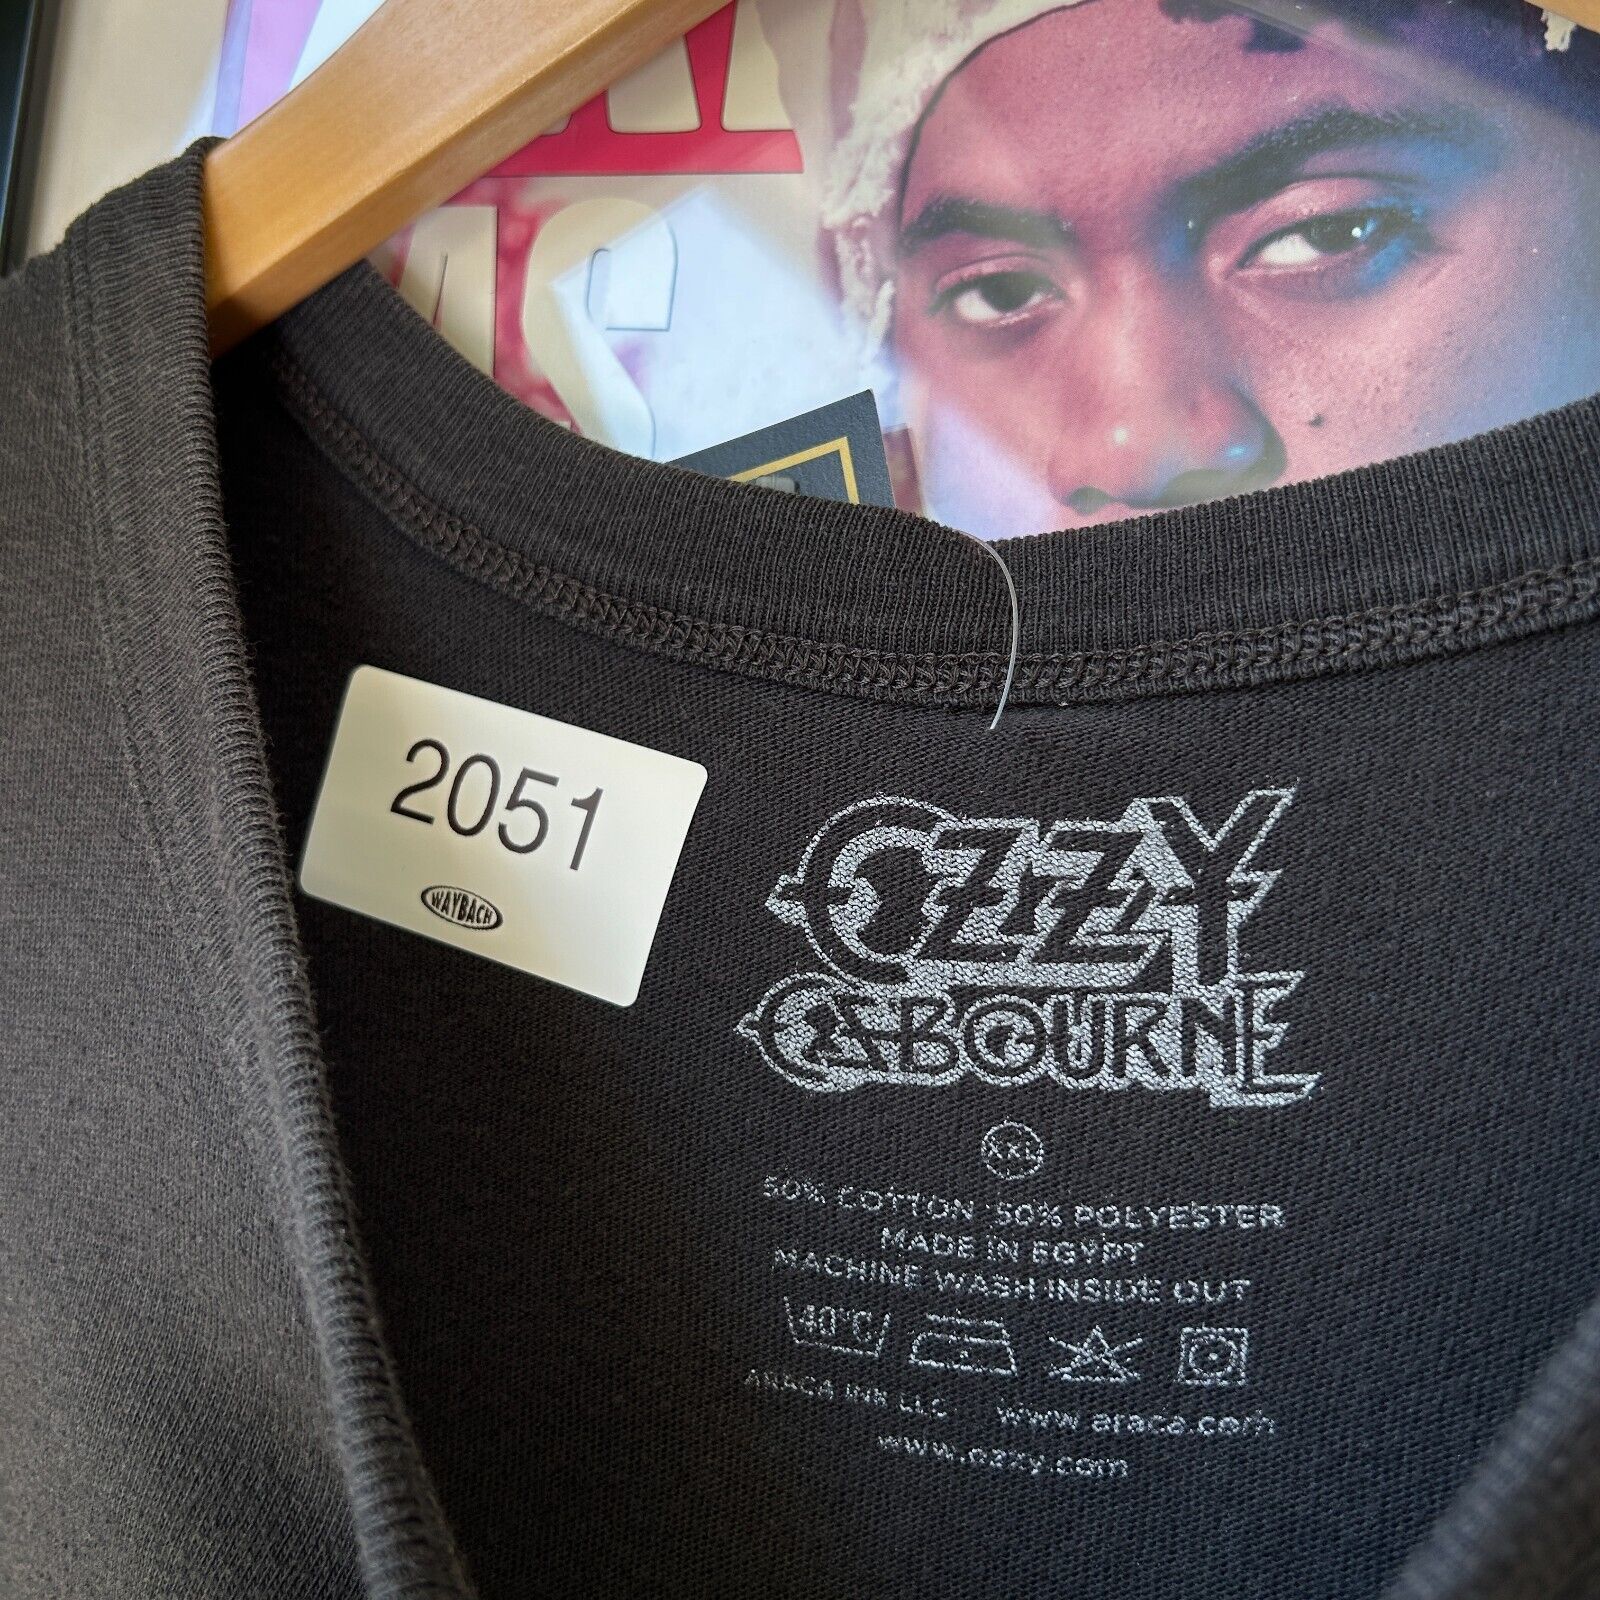 2051
WAYBACK
OZZY
OSBOURNE
XXL
50% COTTON 50% POLYESTER
MADE IN EGYPT
MACHINE WASH INSIDE OUT
40°C
ARACA INK LLC www.araca.com
www.ozzy.com